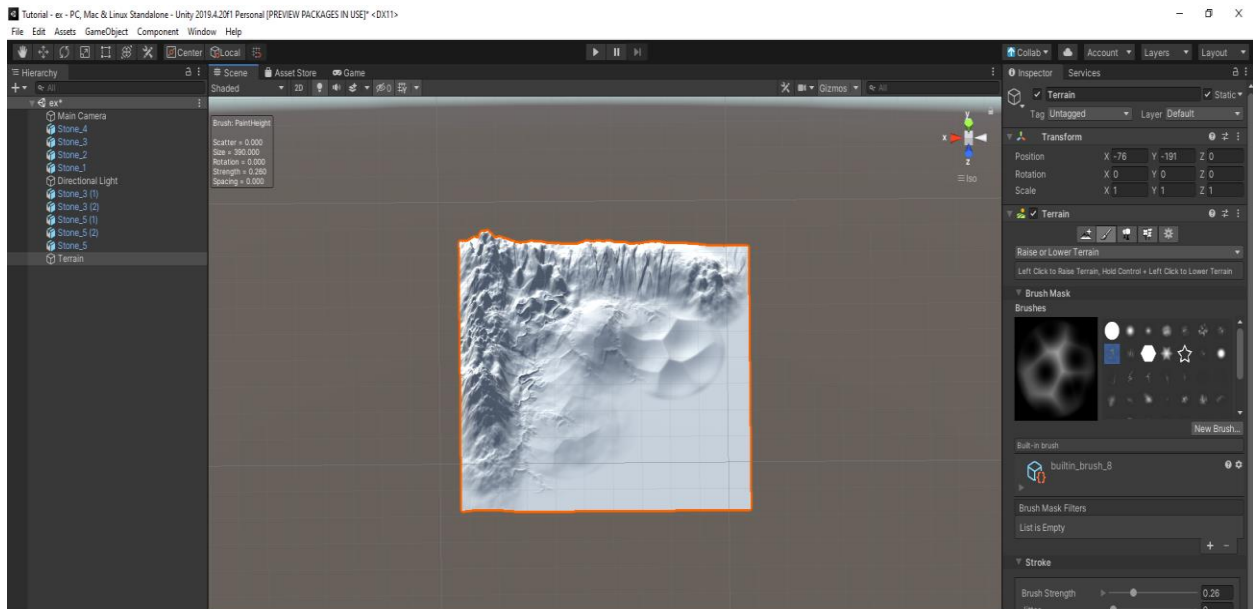 Tutorial - ex - PC, Mac & Linux Standalone - Unity 2019.4.20f1 Personal [PREVIEW PACKAGES IN USE]* <DX11>
File Edit Assets GameObject Component Window Help
Center Local
Collab Account Layers Layout
Hierarchy
All
ex*
Main Camera
Stone_4
Stone_3
Stone_2
Stone_1
Directional Light
Stone_3 (1)
Stone_3 (2)
Stone_5 (1)
Stone_5 (2)
Stone_5
Terrain
Scene Asset Store Game
Shaded 2D 0 Gizmos All
Brush: PaintHeight
Scatter = 0.000
Size = 390.000
Rotation = 0.000
Strength = 0.260
Spacing = 0.000
y
x
z
Iso
Inspector Services
Terrain Static
Tag Untagged Layer Default
Transform
Position X -76 Y -191 Z 0
Rotation X 0 Y 0 Z 0
Scale X 1 Y 1 Z 1
Terrain
Raise or Lower Terrain
Left Click to Raise Terrain, Hold Control + Left Click to Lower Terrain
Brush Mask
Brushes
New Brush...
Built-in brush
builtin_brush_8
Brush Mask Filters
List is Empty
+ -
Stroke
Brush Strength 0.26